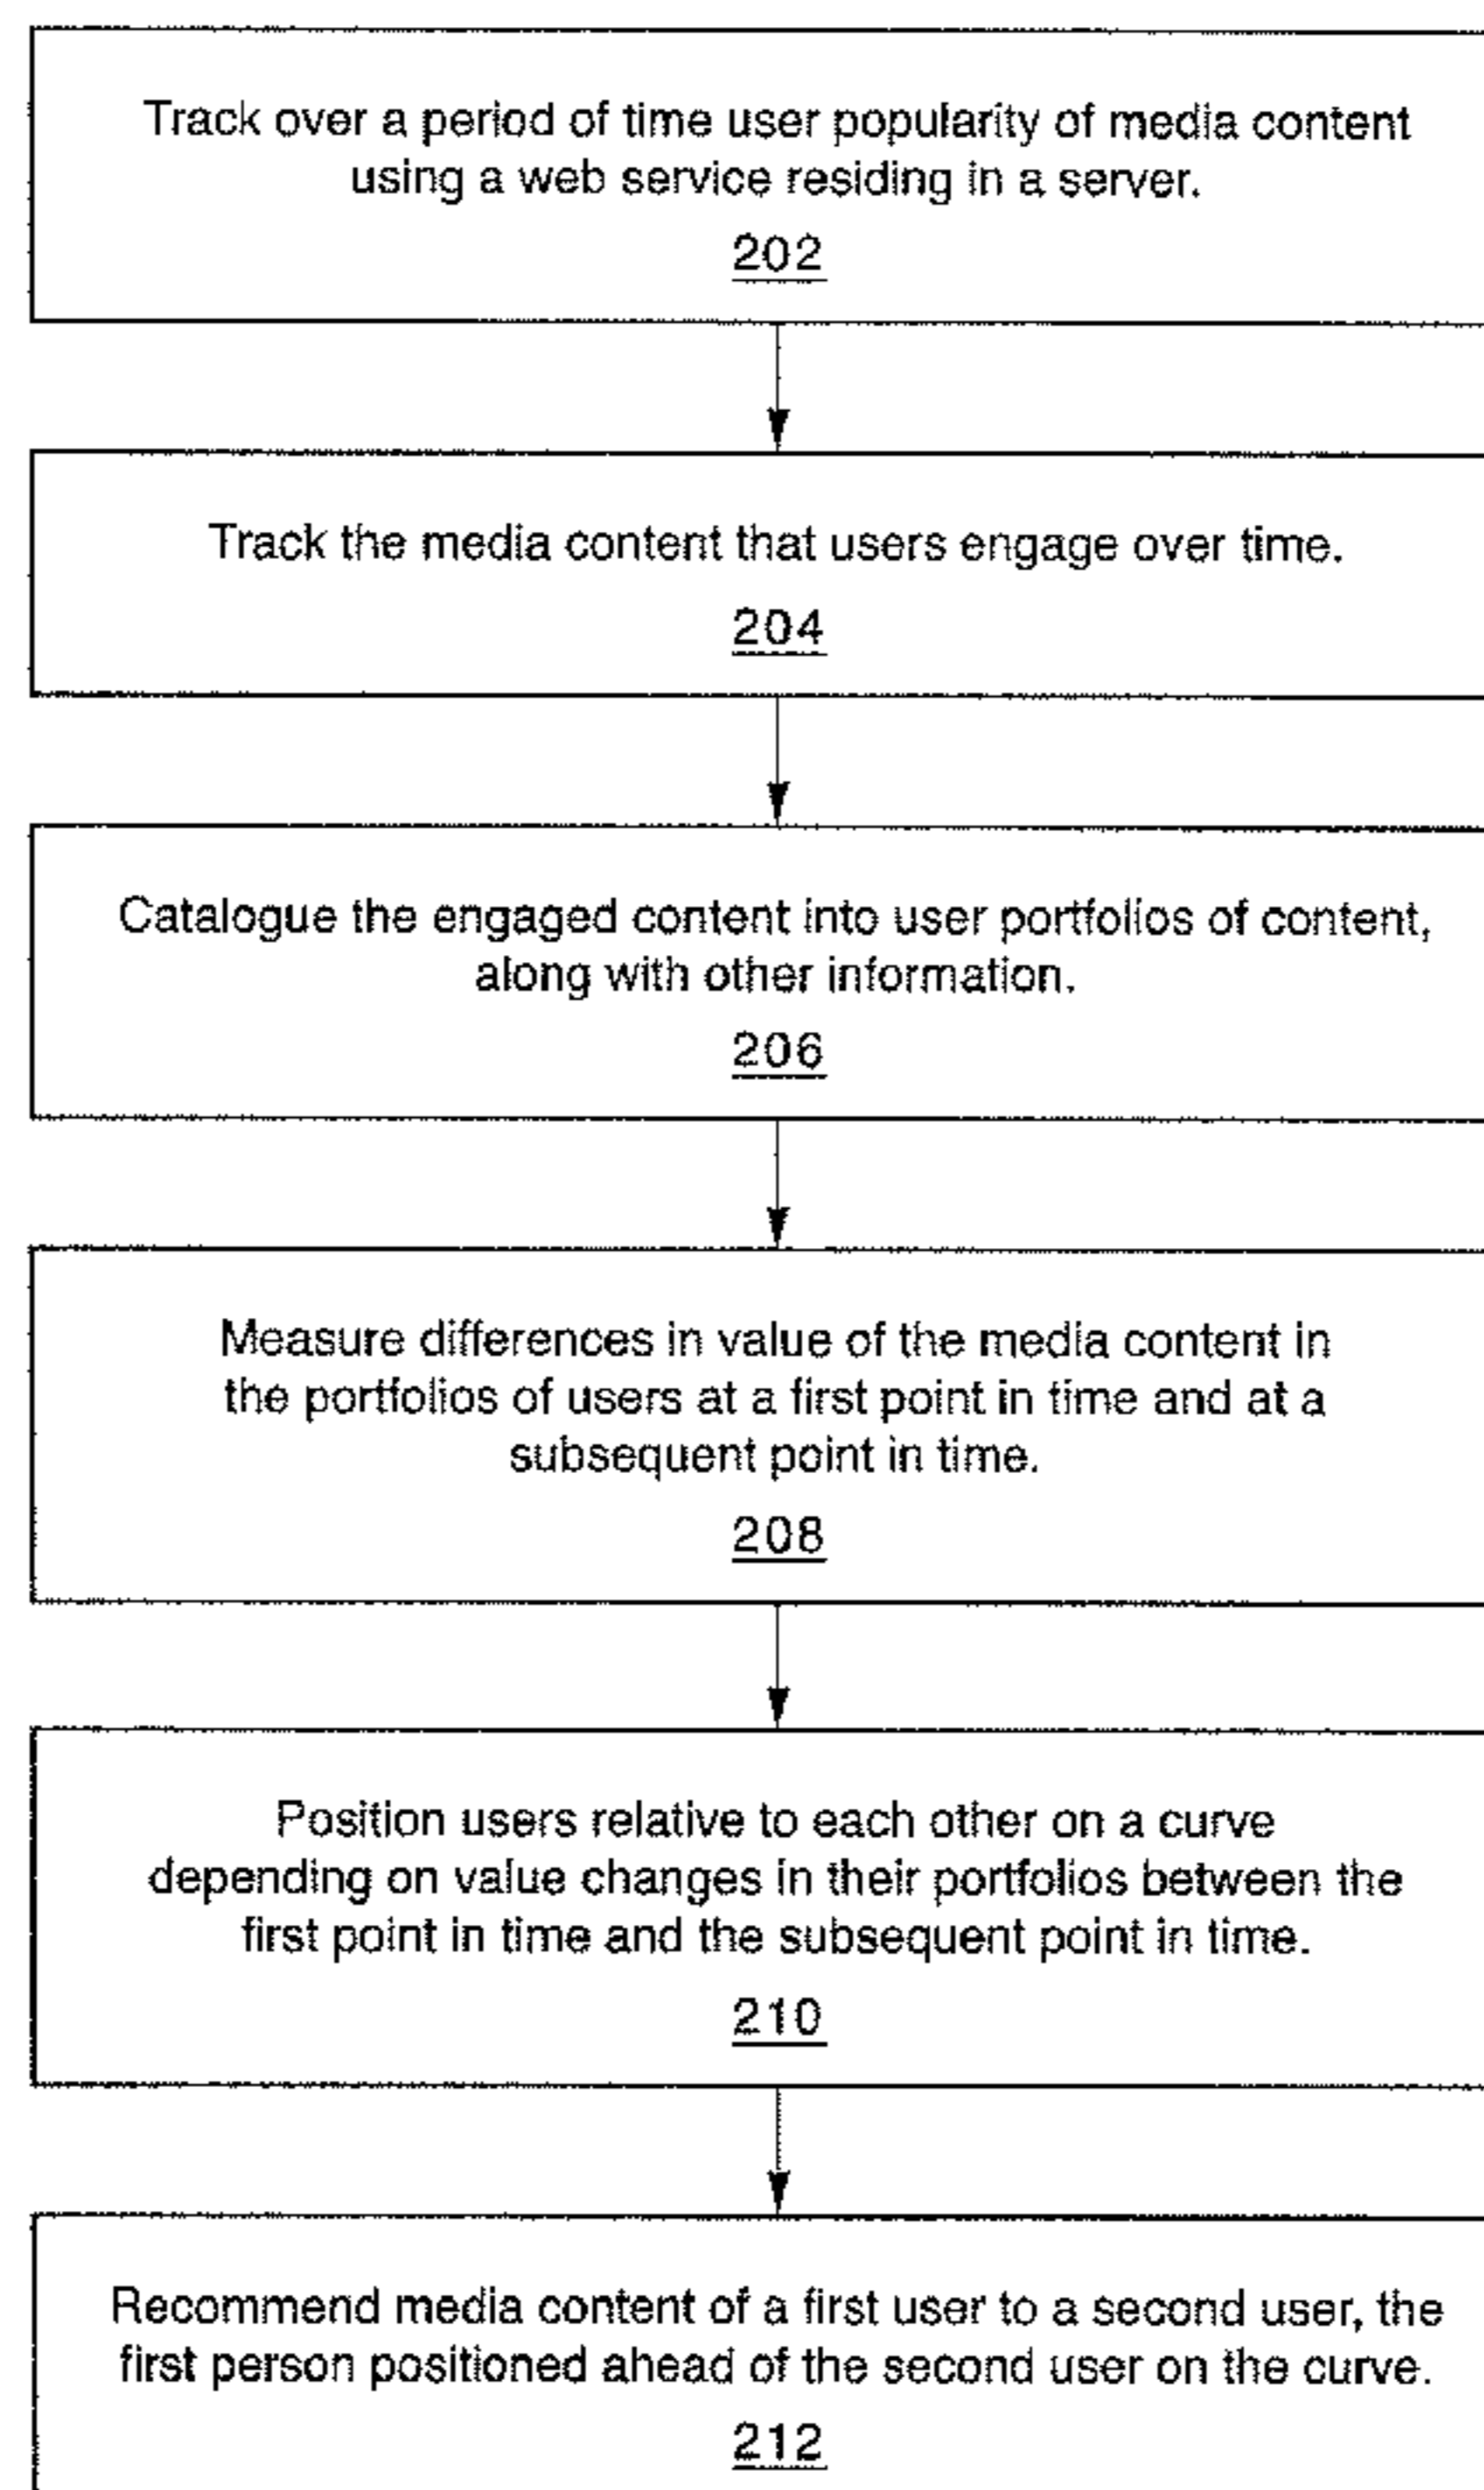 Track over a period of time user popularity of media content
using a web service residing in a server.
202
Track the media content that users engage over time.
204
Catalogue the engaged content into user portfolios of content,
along with other information.
206
Measure differences in value of the media content in
the portfolios of users at a first point in time and at a
subsequent point in time.
208
Position users relative to each other on a curve
depending on value changes in their portfolios between the
first point in time and the subsequent point in time.
210
Recommend media content of a first user to a second user, the
first person positioned ahead of the second user on the curve.
212